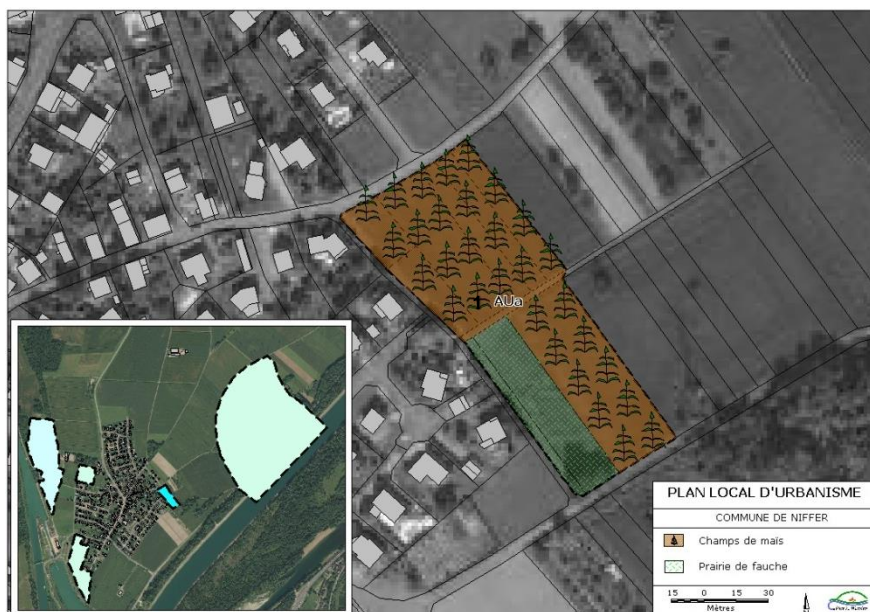 AUa
PLAN LOCAL D'URBANISME
COMMUNE DE NIFFER
Champs de maïs
Prairie de fauche
15 0 15 30
Mètres